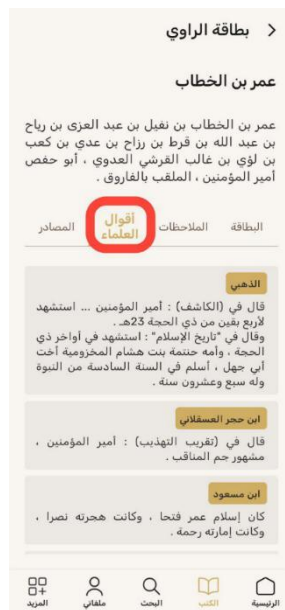 بطاقة الراوي
عمر بن الخطاب
عمر بن الخطاب بن نفيل بن عبد العزى بن رياح
بن عبد الله بن قرط بن رزاح بن عدي بن كعب
بن لؤي بن غالب القرشي العدوي ، أبو حفص
أمير المؤمنين ، الملقب بالفاروق .
البطاقة
الملاحظات
أقوال
العلماء
المصادر
الذهبي
قال في (الكاشف) : أمير المؤمنين ... استشهد
لأربع بقين من ذي الحجة 23هـ.
وقال في "تاريخ الإسلام" : استشهد في أواخر ذي
الحجة ، وأمه حنتمة بنت هشام المخزومية أخت
أبي جهل ، أسلم في السنة السادسة من النبوة
وله سبع وعشرون سنة .
ابن حجر العسقلاني
قال في (تقريب التهذيب) : أمير المؤمنين ،
مشهور جم المناقب .
ابن مسعود
كان إسلام عمر فتحا ، وكانت هجرته نصرا ،
وكانت إمارته رحمة .
الرئيسية
الكتب
البحث
ملفاتي
المزيد